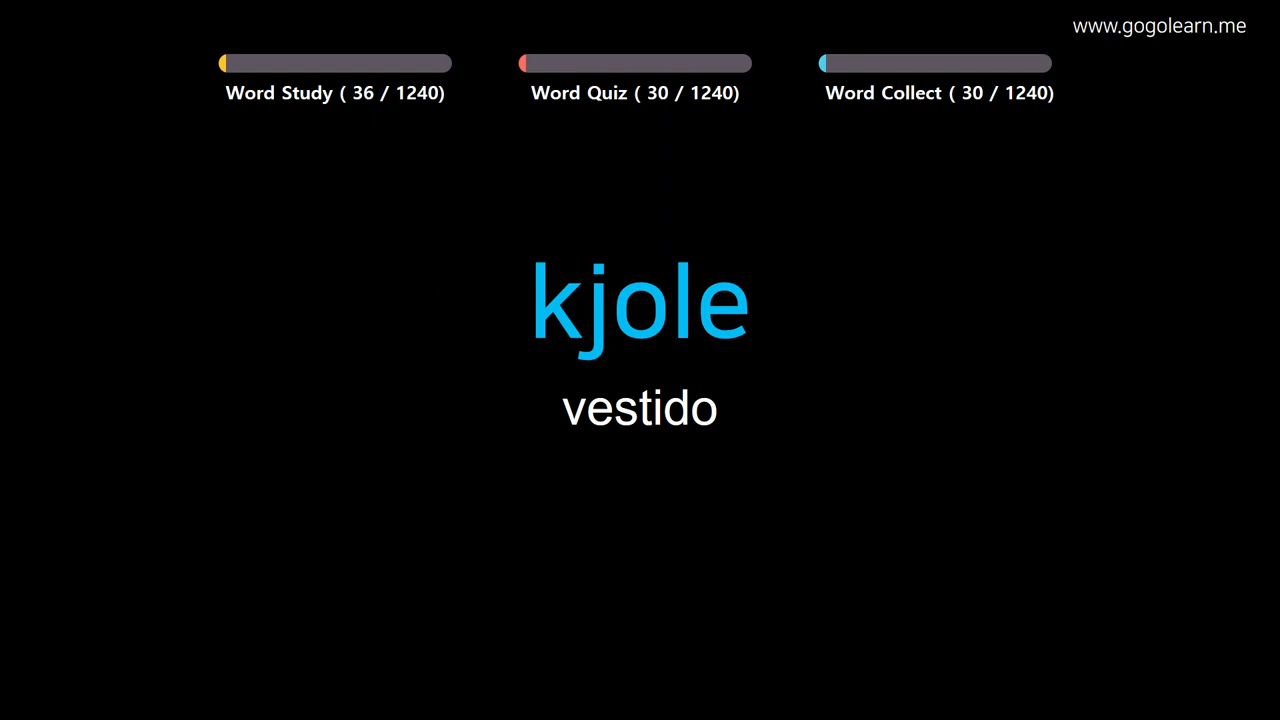 www.gogolearn.me
Word Study ( 36 / 1240)
Word Quiz ( 30 / 1240)
Word Collect ( 30 / 1240)
kjole
vestido